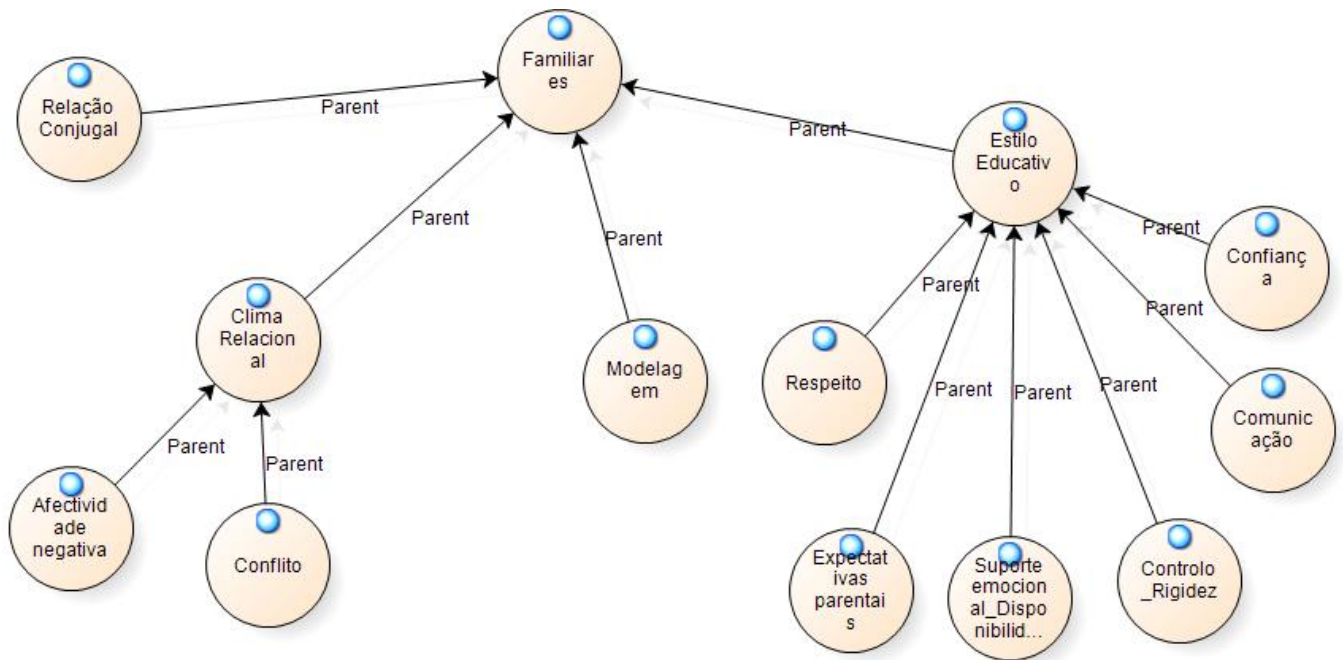 Familiar
es
Relação
Conjugal
Parent
Parent
Estilo
Educativ
o
Parent
Parent
Parent
Confianç
a
Clima
Relacion
al
Parent
Parent
Modelag
em
Respeito
Parent
Parent
Parent
Comunic
ação
Parent
Parent
Afectivid
ade
negativa
Conflito
Expectat
ivas
parentai
s
Suporte
emocion
al_Dispo
nibilid...
Controlo
_Rigidez